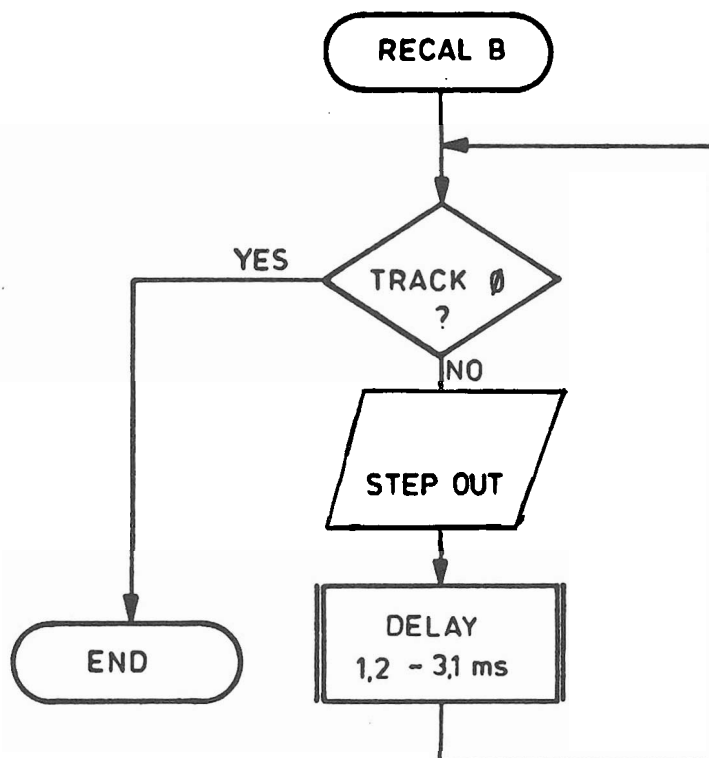 RECAL B
YES
TRACK Ø
?
NO
STEP OUT
DELAY
1,2 - 3,1 ms
END